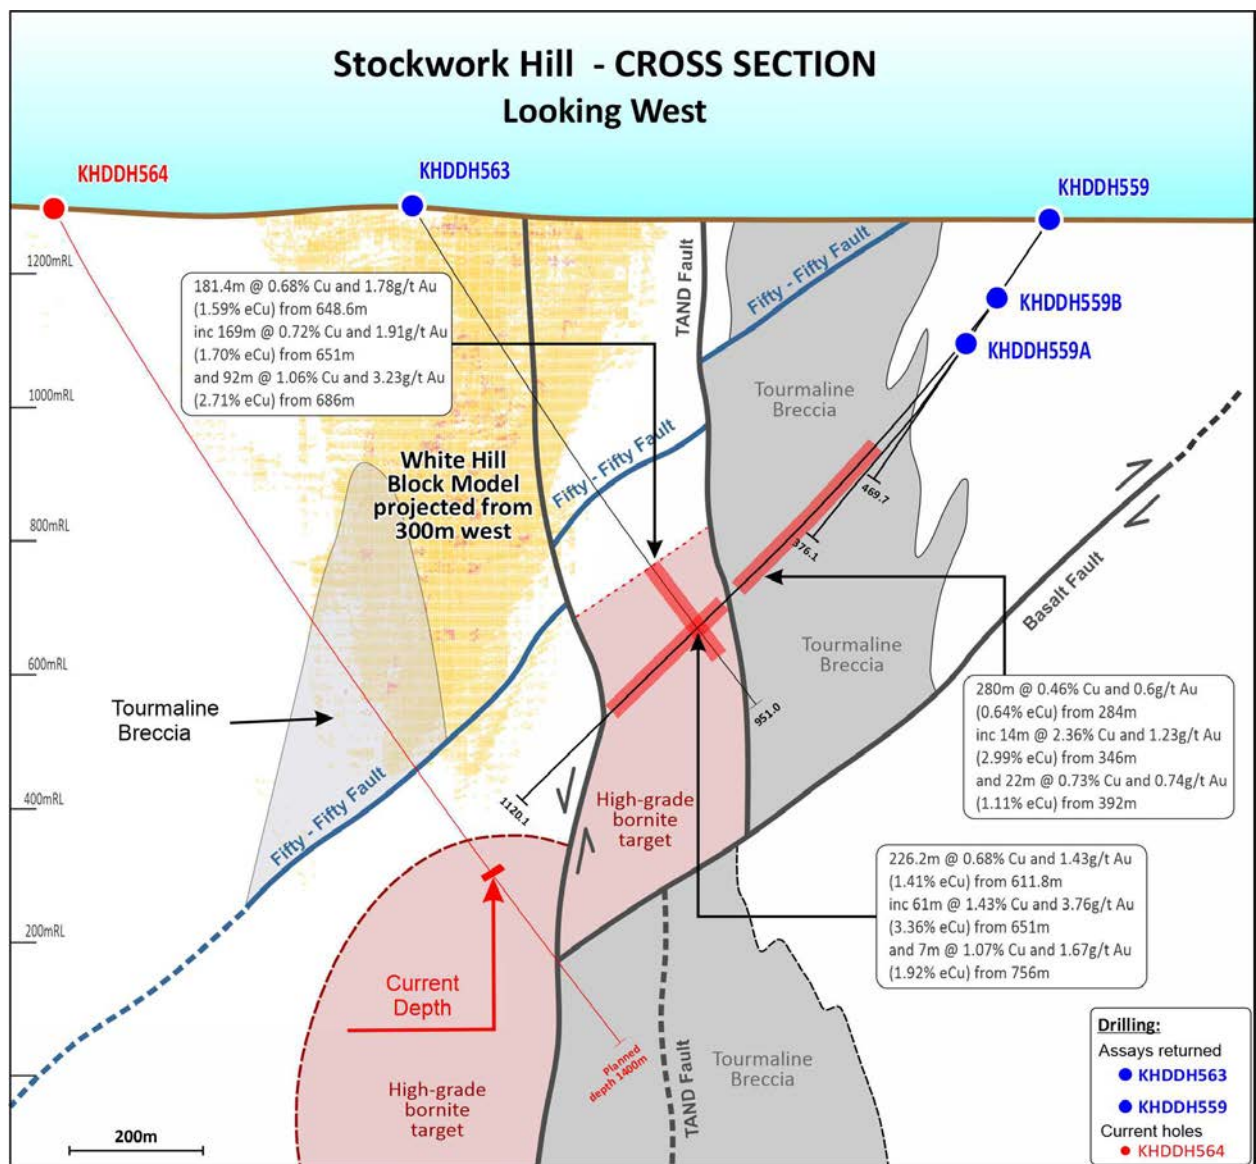 Stockwork Hill - CROSS SECTION
Looking West
KHDDH564
KHDDH563
KHDDH559
KHDDH559B
KHDDH559A
1200mRL
1000mRL
800mRL
600mRL
400mRL
200mRL
181.4m @ 0.68% Cu and 1.78g/t Au
(1.59% eCu) from 648.6m
inc 169m @ 0.72% Cu and 1.91g/t Au
(1.70% eCu) from 651m
and 92m @ 1.06% Cu and 3.23g/t Au
(2.71% eCu) from 686m
TAND Fault
Fifty - Fifty Fault
Tourmaline
Breccia
White Hill
Block Model
projected from
300m west
Fifty - Fifty Fault
469.7
376.1
Basalt Fault
Tourmaline
Breccia
Tourmaline
Breccia
951.0
280m @ 0.46% Cu and 0.6g/t Au
(0.64% eCu) from 284m
inc 14m @ 2.36% Cu and 1.23g/t Au
(2.99% eCu) from 346m
and 22m @ 0.73% Cu and 0.74g/t Au
(1.11% eCu) from 392m
1120.1
High-grade
bornite
target
Fifty - Fifty Fault
226.2m @ 0.68% Cu and 1.43g/t Au
(1.41% eCu) from 611.8m
inc 61m @ 1.43% Cu and 3.76g/t Au
(3.36% eCu) from 651m
and 7m @ 1.07% Cu and 1.67g/t Au
(1.92% eCu) from 756m
Current
Depth
Planned
depth 1400m
High-grade
bornite
target
TAND Fault
Tourmaline
Breccia
200m
Drilling:
Assays returned
KHDDH563
KHDDH559
Current holes
KHDDH564